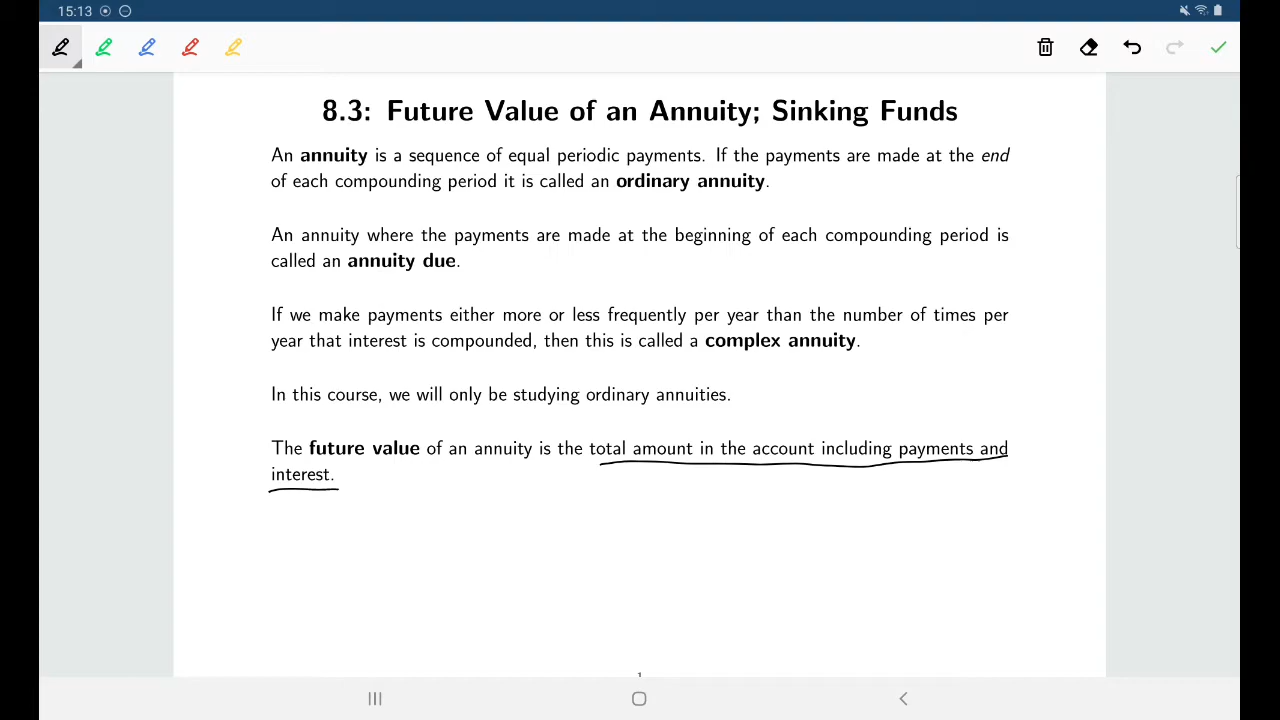 15:13
8.3: Future Value of an Annuity; Sinking Funds
An annuity is a sequence of equal periodic payments. If the payments are made at the end
of each compounding period it is called an ordinary annuity.
An annuity where the payments are made at the beginning of each compounding period is
called an annuity due.
If we make payments either more or less frequently per year than the number of times per
year that interest is compounded, then this is called a complex annuity.
In this course, we will only be studying ordinary annuities.
The future value of an annuity is the total amount in the account including payments and
interest.